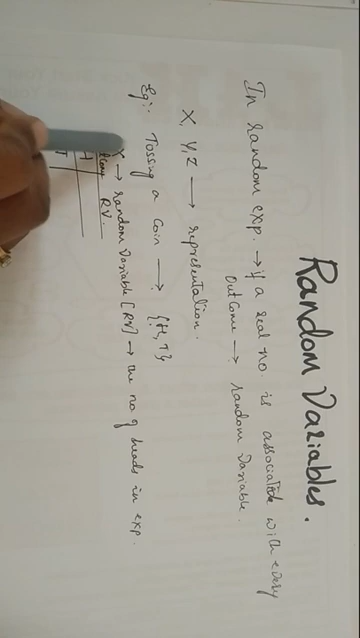 Random Variables.
In random exp. → if a real no. is associated with every
outcome → random variable.
X, Y, Z → representation.
Eg:- Tossing a coin → {H, T}
X → random variable [RV] → the no of heads in exp.
RV.
H
T